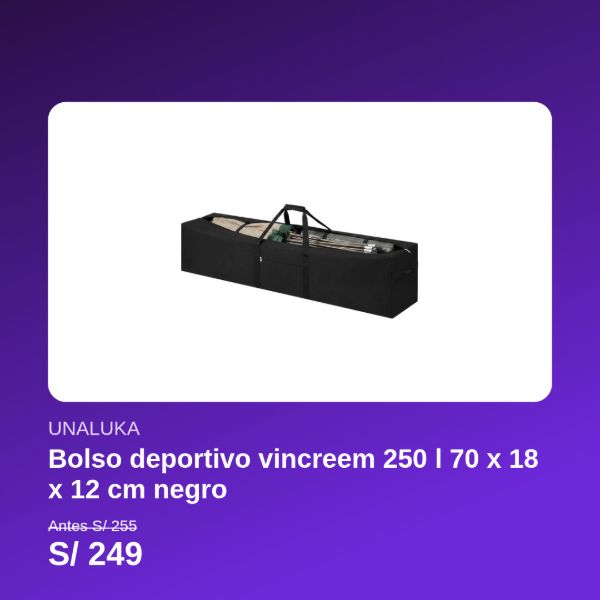 UNALUKA
Bolso deportivo vincreem 250 l 70 x 18
x 12 cm negro
Antes S/ 255
S/ 249